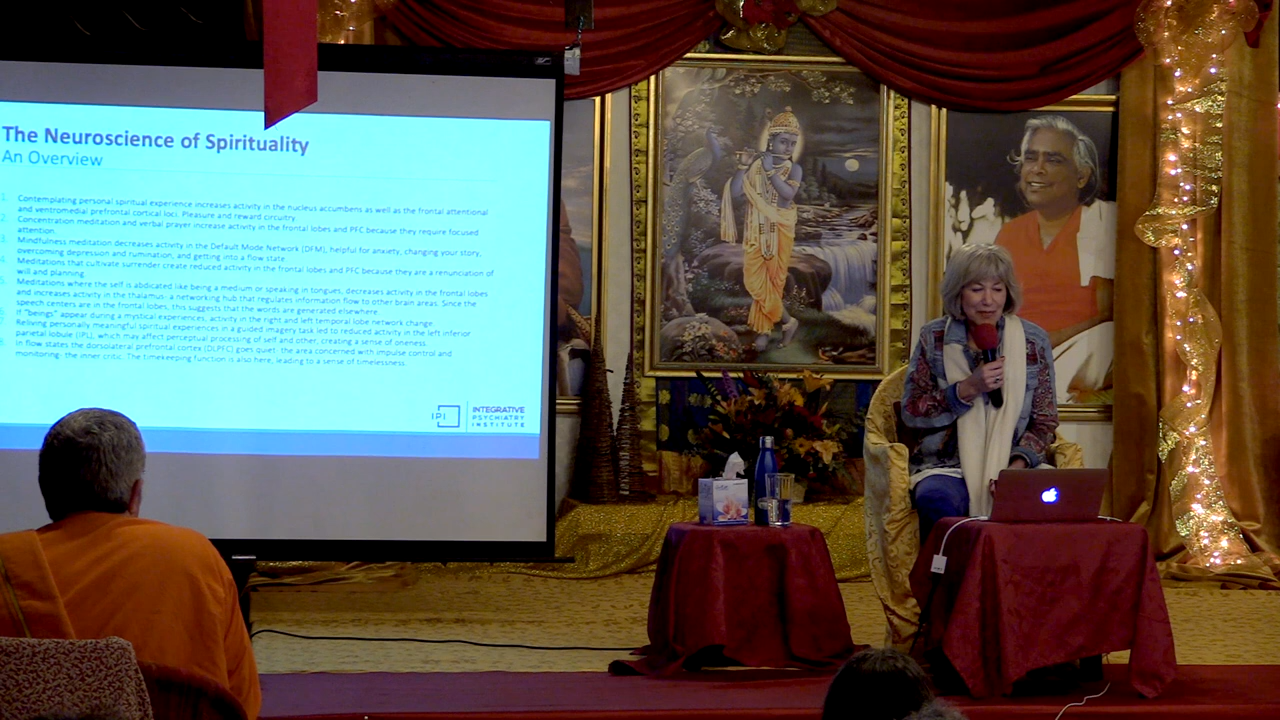 The Neuroscience of Spirituality
An Overview
1. Contemplating personal spiritual experience increases activity in the nucleus accumbens as well as the frontal attentional
and ventromedial prefrontal cortical loci. Pleasure and reward circuitry.
2. Concentration meditation and verbal prayer increase activity in the frontal lobes and PFC because they require focused
attention.
3. Mindfulness meditation decreases activity in the Default Mode Network (DFM), helpful for anxiety, changing your story,
overcoming depression and rumination, and getting into a flow state.
4. Meditations that cultivate surrender create reduced activity in the frontal lobes and PFC because they are a renunciation of
will and planning.
5. Meditations where the self is abdicated like being a medium or speaking in tongues, decreases activity in the frontal lobes
and increases activity in the thalamus- a networking hub that regulates information flow to other brain areas. Since the
speech centers are in the frontal lobes, this suggests that the words are generated elsewhere.
If "beings" appear during a mystical experiences, activity in the right and left temporal lobe network change.
Reliving personally meaningful spiritual experiences in a guided imagery task led to reduced activity in the left inferior
parietal lobule (IPL), which may affect perceptual processing of self and other, creating a sense of oneness.
In flow states the dorsolateral prefrontal cortex (DLPFC) goes quiet- the area concerned with impulse control and
monitoring- the inner critic. The timekeeping function is also here, leading to a sense of timelessness.
IPI
INTEGRATIVE
PSYCHIATRY
INSTITUTE